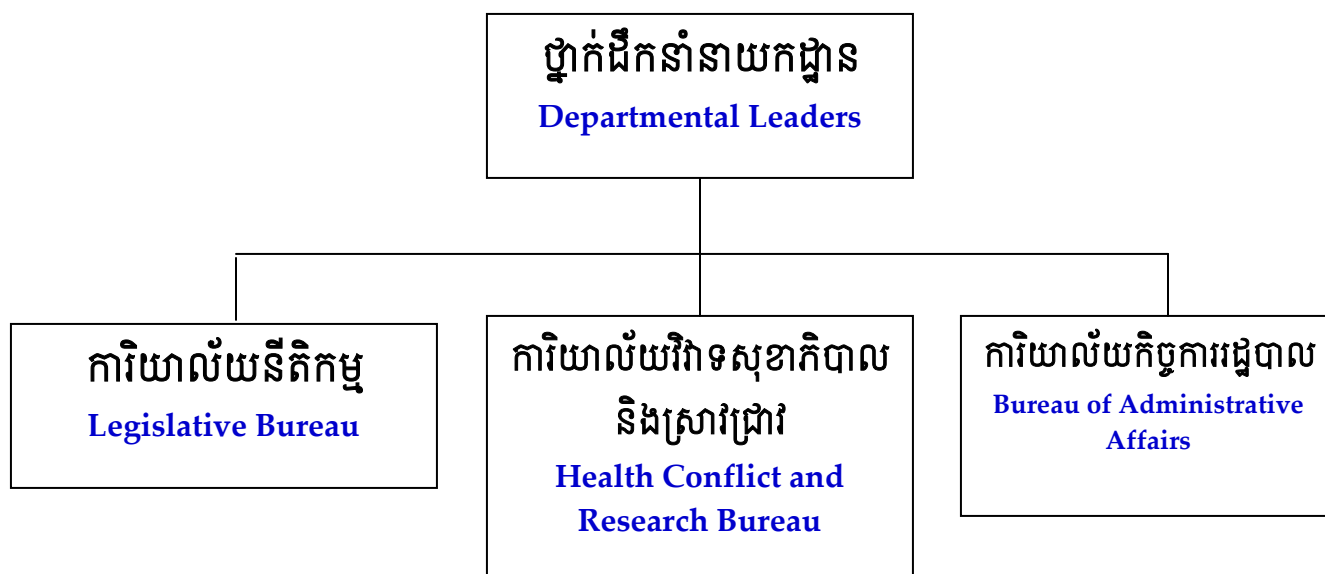 ថ្នាក់ដឹកនាំនាយកដ្ឋាន
Departmental Leaders
ការិយាល័យនីតិកម្ម
Legislative Bureau
ការិយាល័យវិវាទសុខាភិបាល
និងស្រាវជ្រាវ
Health Conflict and
Research Bureau
ការិយាល័យកិច្ចការរដ្ឋបាល
Bureau of Administrative
Affairs